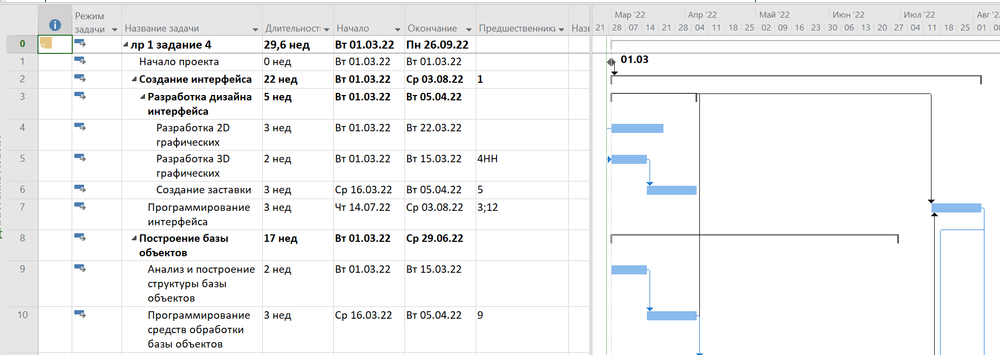 Режим
задачи
Название задачи
Длительност
Начало
Окончание
Предшественники
Назв
Мар '22
Апр '22
Май '22
Июн '22
Июл '22
Авг '22
21 28 07 14 21 28 04 11 18 25 02 09 16 23 30 06 13 20 27 04 11 18 25 01 08
0 лр 1 задание 4 29,6 нед Вт 01.03.22 Пн 26.09.22
01.03
1 Начало проекта 0 нед Вт 01.03.22 Вт 01.03.22
2 Создание интерфейса 22 нед Вт 01.03.22 Ср 03.08.22 1
3 Разработка дизайна 5 нед Вт 01.03.22 Вт 05.04.22
интерфейса
4 Разработка 2D 3 нед Вт 01.03.22 Вт 22.03.22
графических
5 Разработка 3D 2 нед Вт 01.03.22 Вт 15.03.22 4НН
графических
6 Создание заставки 3 нед Ср 16.03.22 Вт 05.04.22 5
7 Программирование 3 нед Чт 14.07.22 Ср 03.08.22 3;12
интерфейса
8 Построение базы 17 нед Вт 01.03.22 Ср 29.06.22
объектов
9 Анализ и построение 2 нед Вт 01.03.22 Вт 15.03.22
структуры базы
объектов
10 Программирование 3 нед Ср 16.03.22 Вт 05.04.22 9
средств обработки
базы объектов